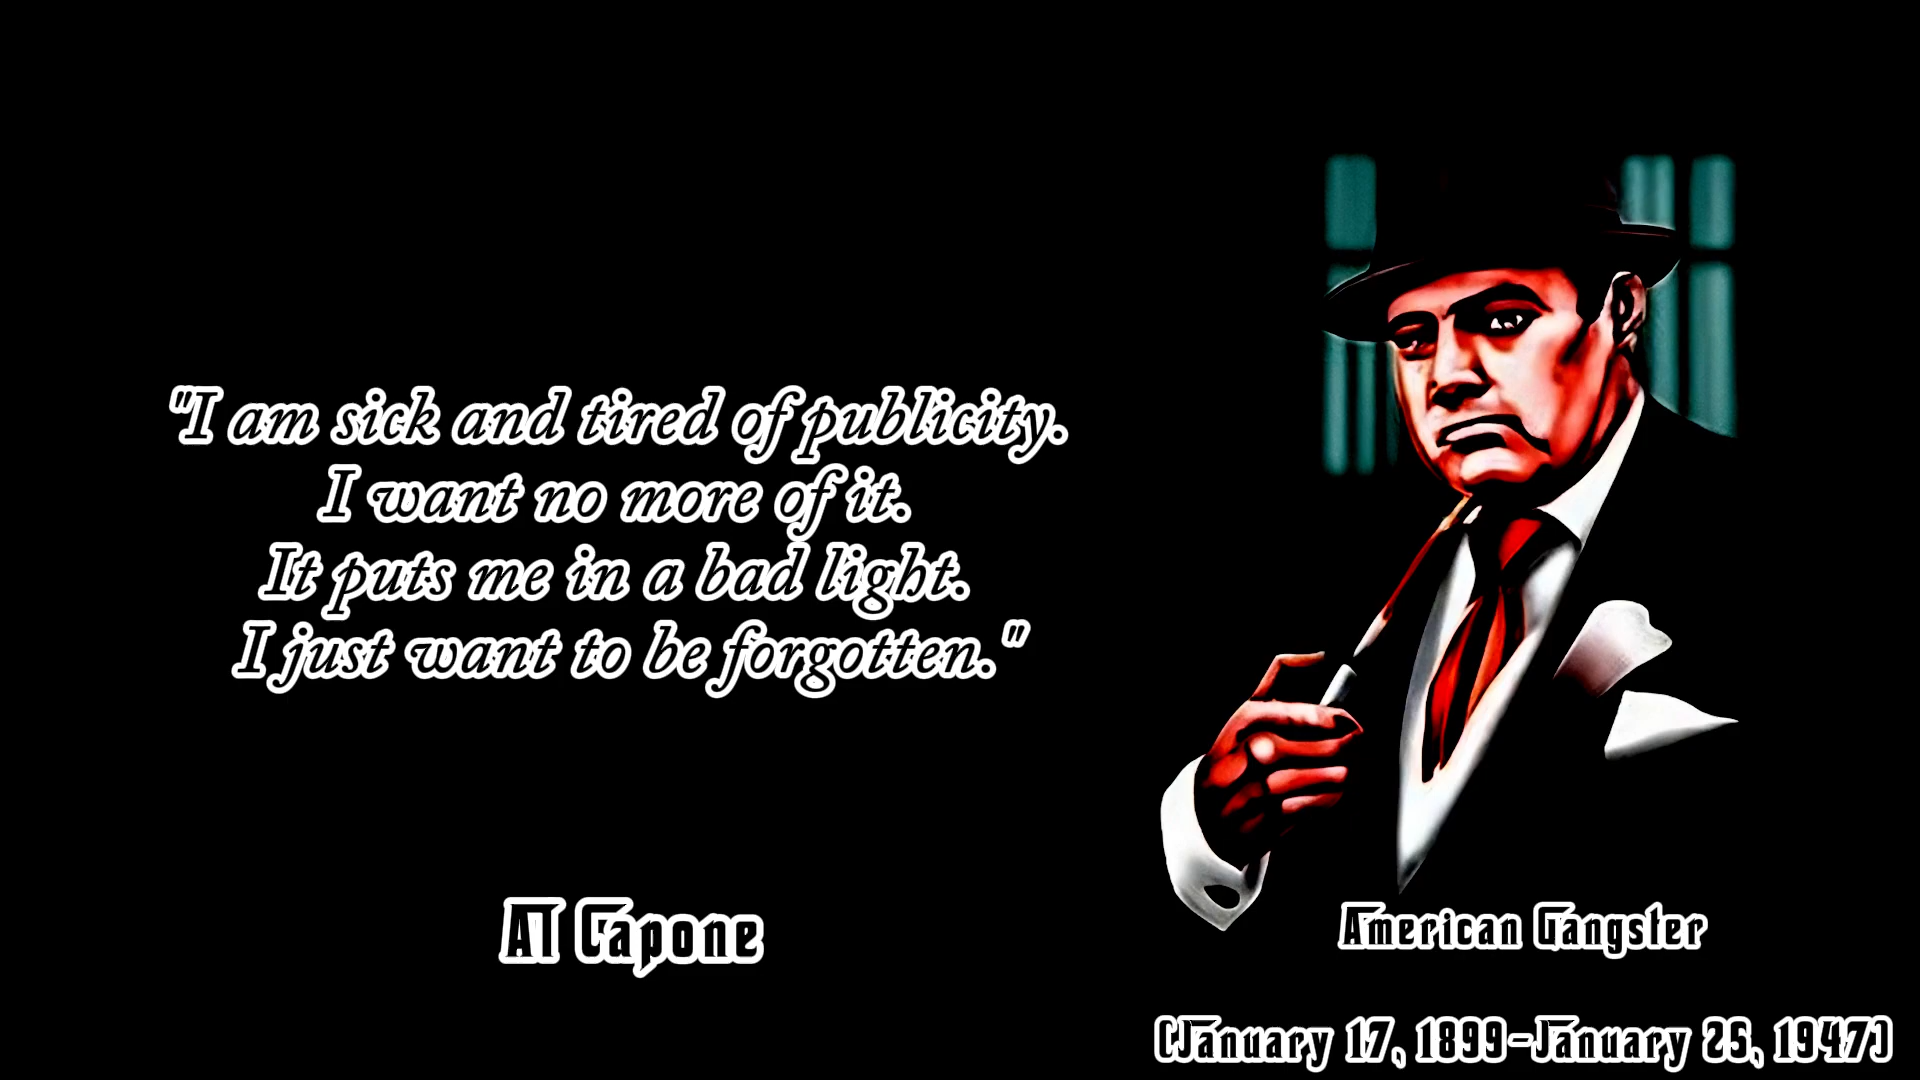 "I am sick and tired of publicity.
I want no more of it.
It puts me in a bad light.
I just want to be forgotten."
Al Capone
American Gangster
(January 17, 1899-January 25, 1947)